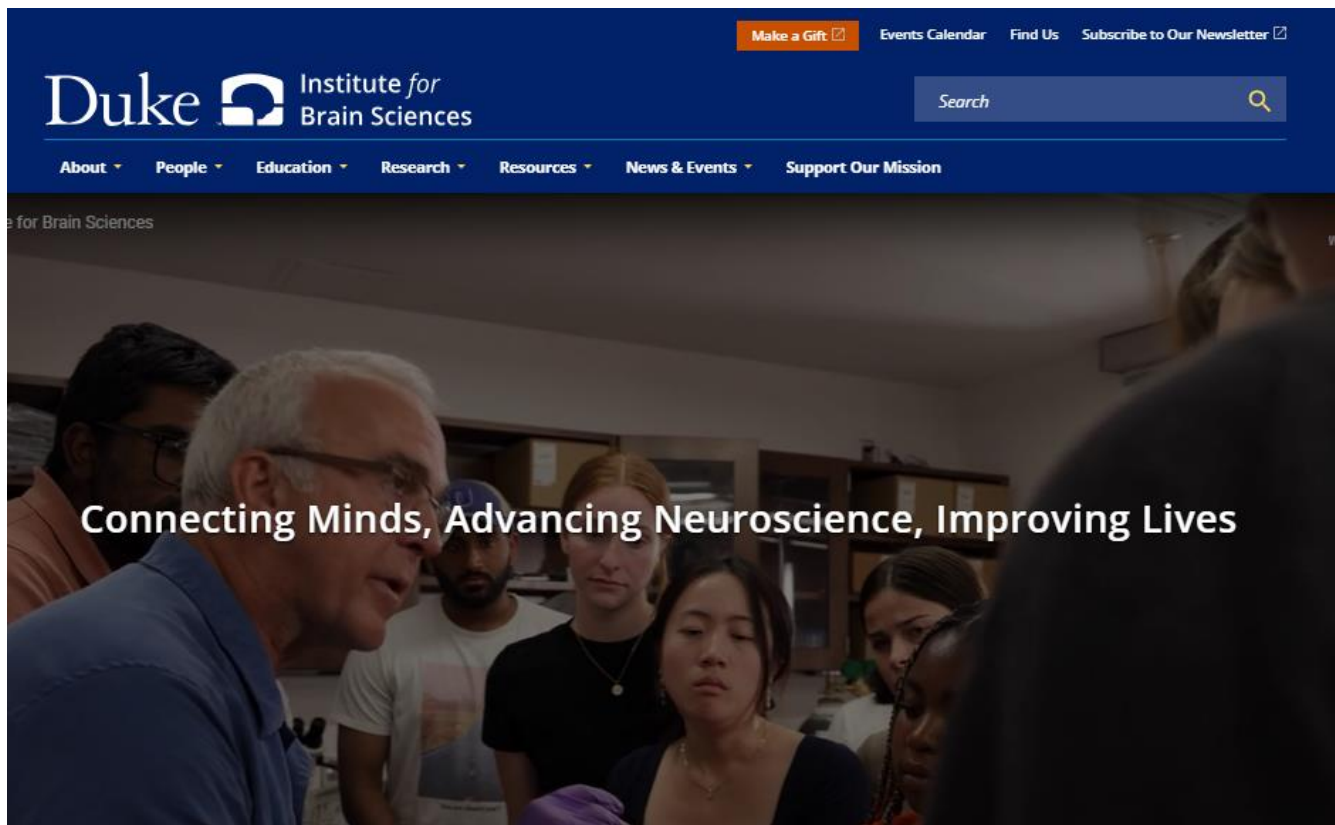 Make a Gift
Events Calendar
Find Us
Subscribe to Our Newsletter
Duke
Institute for
Brain Sciences
Search
About
People
Education
Research
Resources
News & Events
Support Our Mission
e for Brain Sciences
Connecting Minds, Advancing Neuroscience, Improving Lives